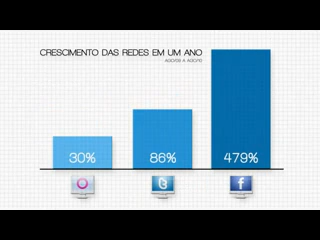 CRESCIMENTO DAS REDES EM UM ANO
AGO/09 A AGO/10
30% 86% 479%
t f